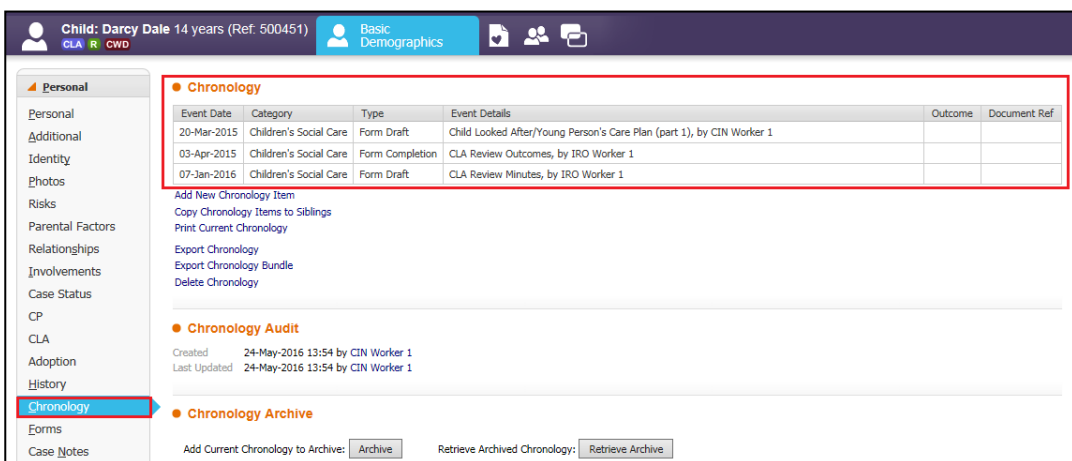 Child: Darcy Dale 14 years (Ref: 500451)
CLA R CWD
Basic
Demographics
Personal
Personal
Additional
Identity
Photos
Risks
Parental Factors
Relationships
Involvements
Case Status
CP
CLA
Adoption
History
Chronology
Forms
Case Notes
Chronology
Event Date Category Type Event Details Outcome Document Ref
20-Mar-2015 Children's Social Care Form Draft Child Looked After/Young Person's Care Plan (part 1), by CIN Worker 1
03-Apr-2015 Children's Social Care Form Completion CLA Review Outcomes, by IRO Worker 1
07-Jan-2016 Children's Social Care Form Draft CLA Review Minutes, by IRO Worker 1
Add New Chronology Item
Copy Chronology Items to Siblings
Print Current Chronology
Export Chronology
Export Chronology Bundle
Delete Chronology
Chronology Audit
Created 24-May-2016 13:54 by CIN Worker 1
Last Updated 24-May-2016 13:54 by CIN Worker 1
Chronology Archive
Add Current Chronology to Archive: Archive Retrieve Archived Chronology: Retrieve Archive